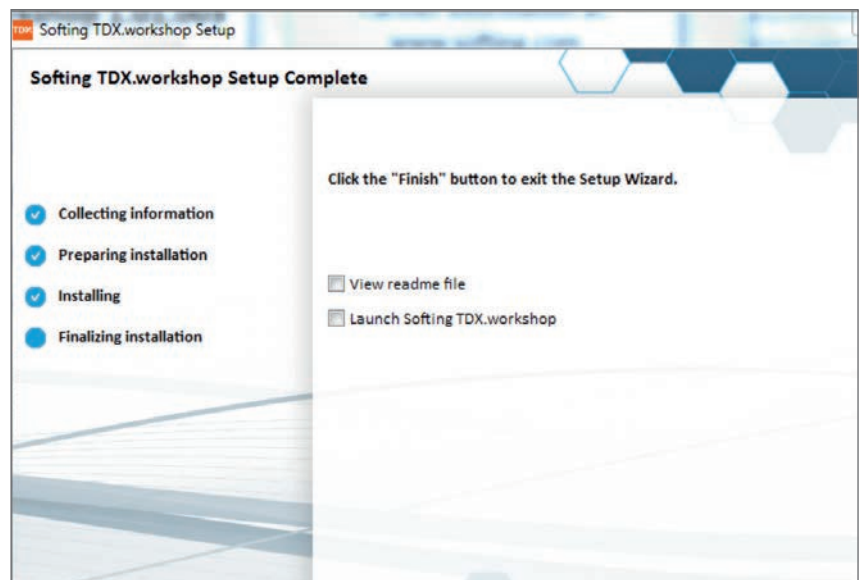 Softing TDX.workshop Setup
Softing TDX.workshop Setup Complete
Click the "Finish" button to exit the Setup Wizard.
Collecting information
Preparing installation
View readme file
Installing
Launch Softing TDX.workshop
Finalizing installation